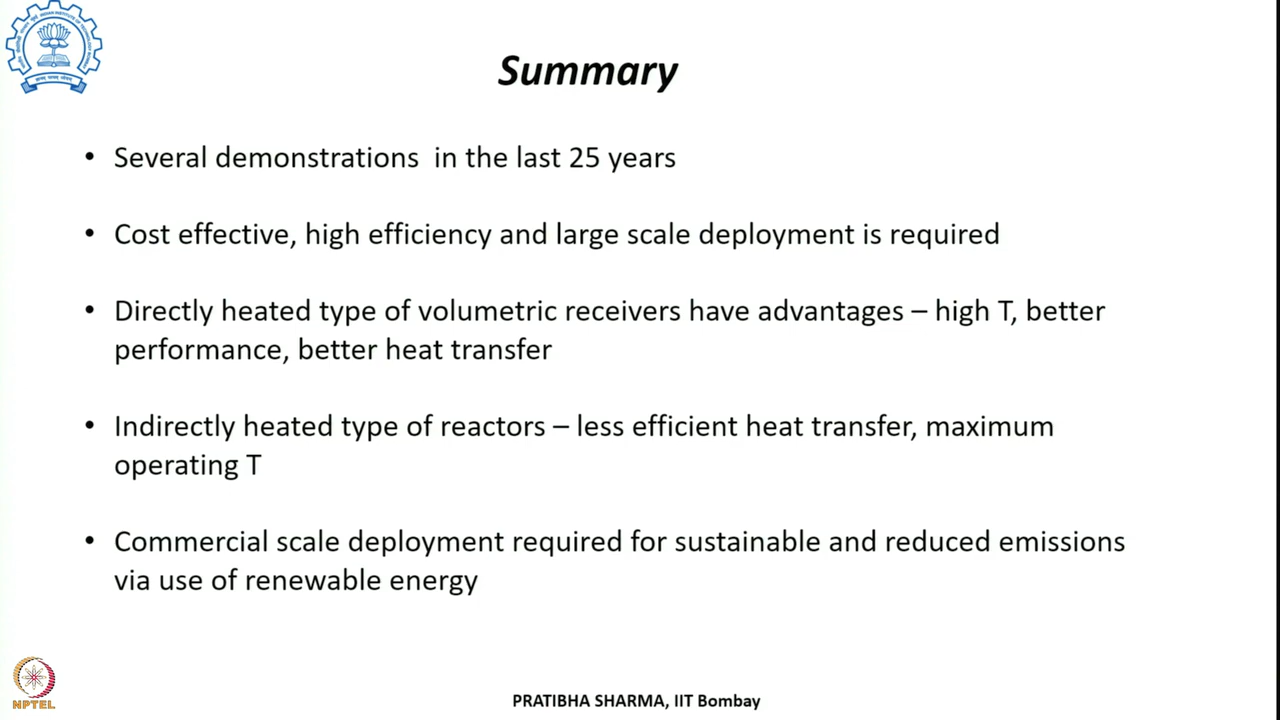 Summary
• Several demonstrations in the last 25 years
• Cost effective, high efficiency and large scale deployment is required
• Directly heated type of volumetric receivers have advantages – high T, better
performance, better heat transfer
• Indirectly heated type of reactors – less efficient heat transfer, maximum
operating T
• Commercial scale deployment required for sustainable and reduced emissions
via use of renewable energy
NPTEL
PRATIBHA SHARMA, IIT Bombay